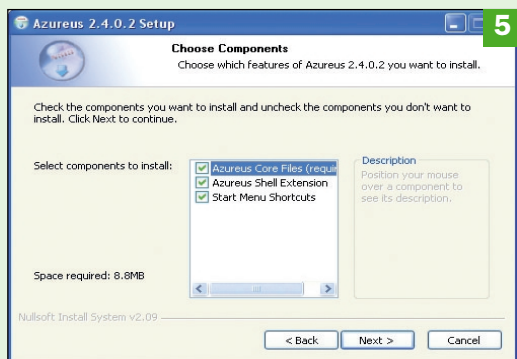 Azureus 2.4.0.2 Setup
5
Choose Components
Choose which features of Azureus 2.4.0.2 you want to install.
Check the components you want to install and uncheck the components you don't want to
install. Click Next to continue.
Select components to install:
Azureus Core Files (requir
Azureus Shell Extension
Start Menu Shortcuts
Description
Position your mouse
over a component to
see its description.
Space required: 8.8MB
Nullsoft Install System v2.09
< Back
Next >
Cancel